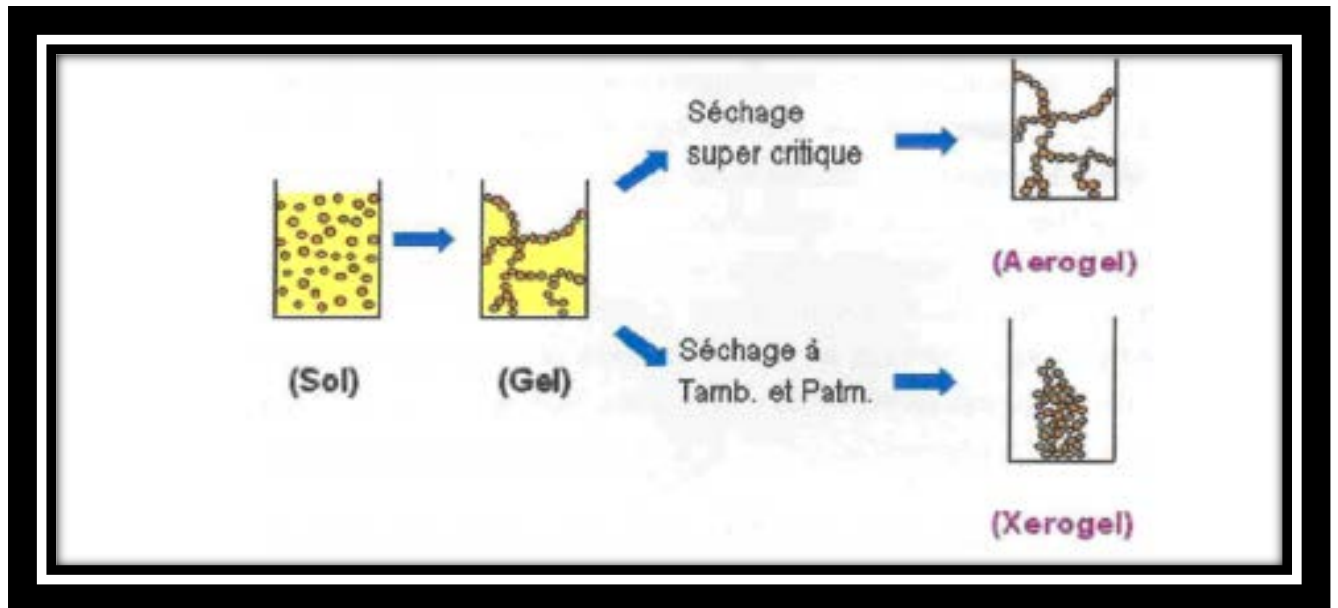 Séchage
super critique
(Aerogel)
(Sol)
(Gel)
Séchage á
Tamb. et Patm.
(Xerogel)